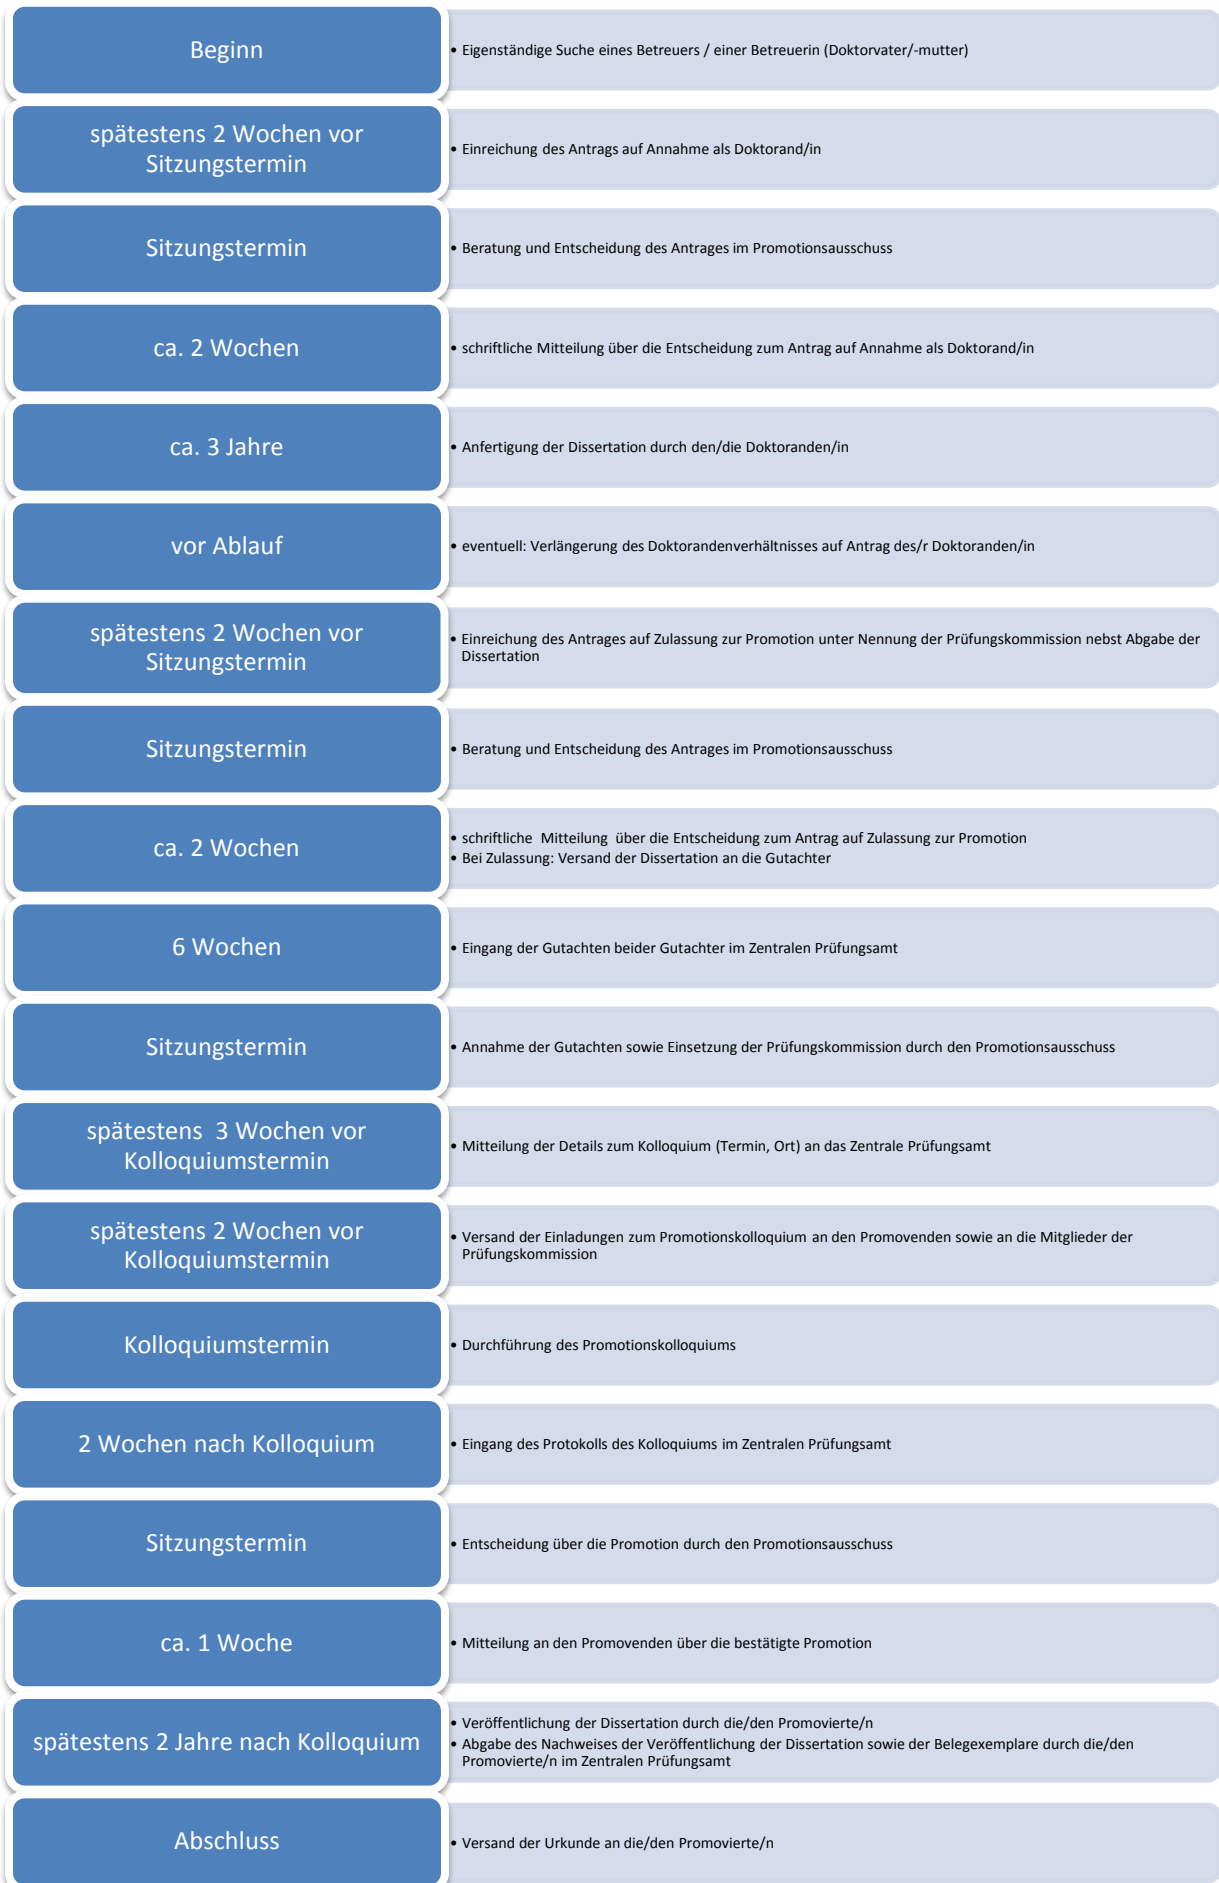 Beginn
• Eigenständige Suche eines Betreuers / einer Betreuerin (Doktorvater/-mutter)
spätestens 2 Wochen vor
Sitzungstermin
• Einreichung des Antrags auf Annahme als Doktorand/in
Sitzungstermin
• Beratung und Entscheidung des Antrages im Promotionsausschuss
ca. 2 Wochen
• schriftliche Mitteilung über die Entscheidung zum Antrag auf Annahme als Doktorand/in
ca. 3 Jahre
• Anfertigung der Dissertation durch den/die Doktoranden/in
vor Ablauf
• eventuell: Verlängerung des Doktorandenverhältnisses auf Antrag des/r Doktoranden/in
spätestens 2 Wochen vor
Sitzungstermin
• Einreichung des Antrages auf Zulassung zur Promotion unter Nennung der Prüfungskommission nebst Abgabe der
Dissertation
Sitzungstermin
• Beratung und Entscheidung des Antrages im Promotionsausschuss
ca. 2 Wochen
• schriftliche Mitteilung über die Entscheidung zum Antrag auf Zulassung zur Promotion
• Bei Zulassung: Versand der Dissertation an die Gutachter
6 Wochen
• Eingang der Gutachten beider Gutachter im Zentralen Prüfungsamt
Sitzungstermin
• Annahme der Gutachten sowie Einsetzung der Prüfungskommission durch den Promotionsausschuss
spätestens 3 Wochen vor
Kolloquiumstermin
• Mitteilung der Details zum Kolloquium (Termin, Ort) an das Zentrale Prüfungsamt
spätestens 2 Wochen vor
Kolloquiumstermin
• Versand der Einladungen zum Promotionskolloquium an den Promovenden sowie an die Mitglieder der
Prüfungskommission
Kolloquiumstermin
• Durchführung des Promotionskolloquiums
2 Wochen nach Kolloquium
• Eingang des Protokolls des Kolloquiums im Zentralen Prüfungsamt
Sitzungstermin
• Entscheidung über die Promotion durch den Promotionsausschuss
ca. 1 Woche
• Mitteilung an den Promovenden über die bestätigte Promotion
spätestens 2 Jahre nach Kolloquium
• Veröffentlichung der Dissertation durch die/den Promovierte/n
• Abgabe des Nachweises der Veröffentlichung der Dissertation sowie der Belegexemplare durch die/den
Promovierte/n im Zentralen Prüfungsamt
Abschluss
• Versand der Urkunde an die/den Promovierte/n